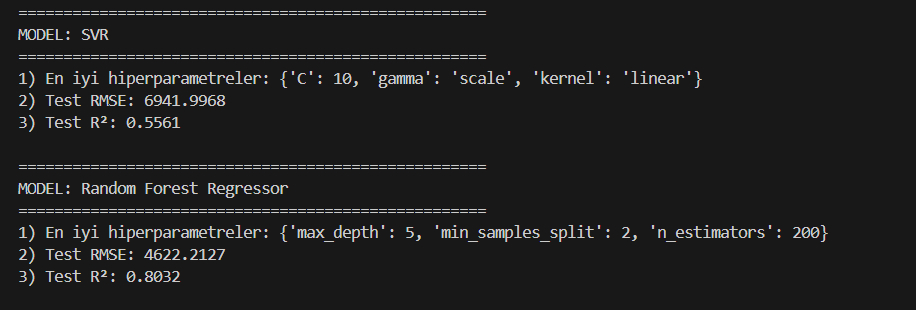 ====================================================
MODEL: SVR
====================================================
1) En iyi hiperparametreler: {'C': 10, 'gamma': 'scale', 'kernel': 'linear'}
2) Test RMSE: 6941.9968
3) Test R²: 0.5561
====================================================
MODEL: Random Forest Regressor
====================================================
1) En iyi hiperparametreler: {'max_depth': 5, 'min_samples_split': 2, 'n_estimators': 200}
2) Test RMSE: 4622.2127
3) Test R²: 0.8032